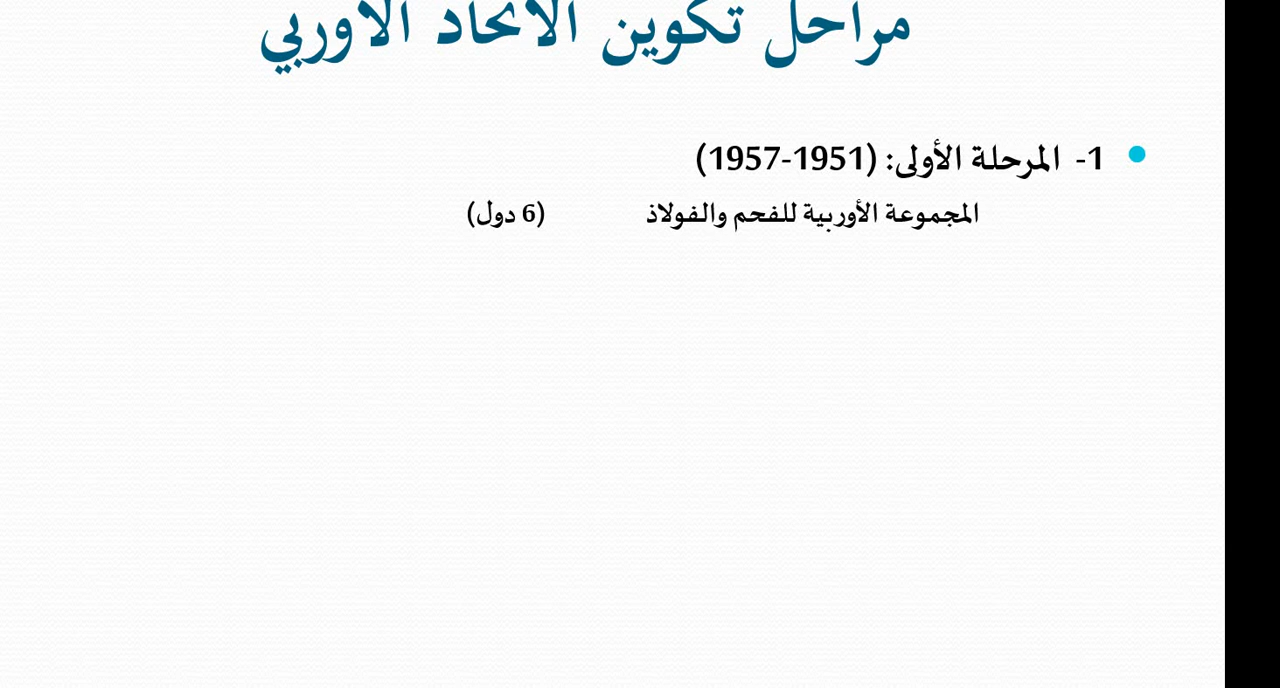 مراحل تكوين الاتحاد الاوربي
1- المرحلة الأولى: (1951-1957)
المجموعة الأوربية للفحم والفولاذ (6 دول)